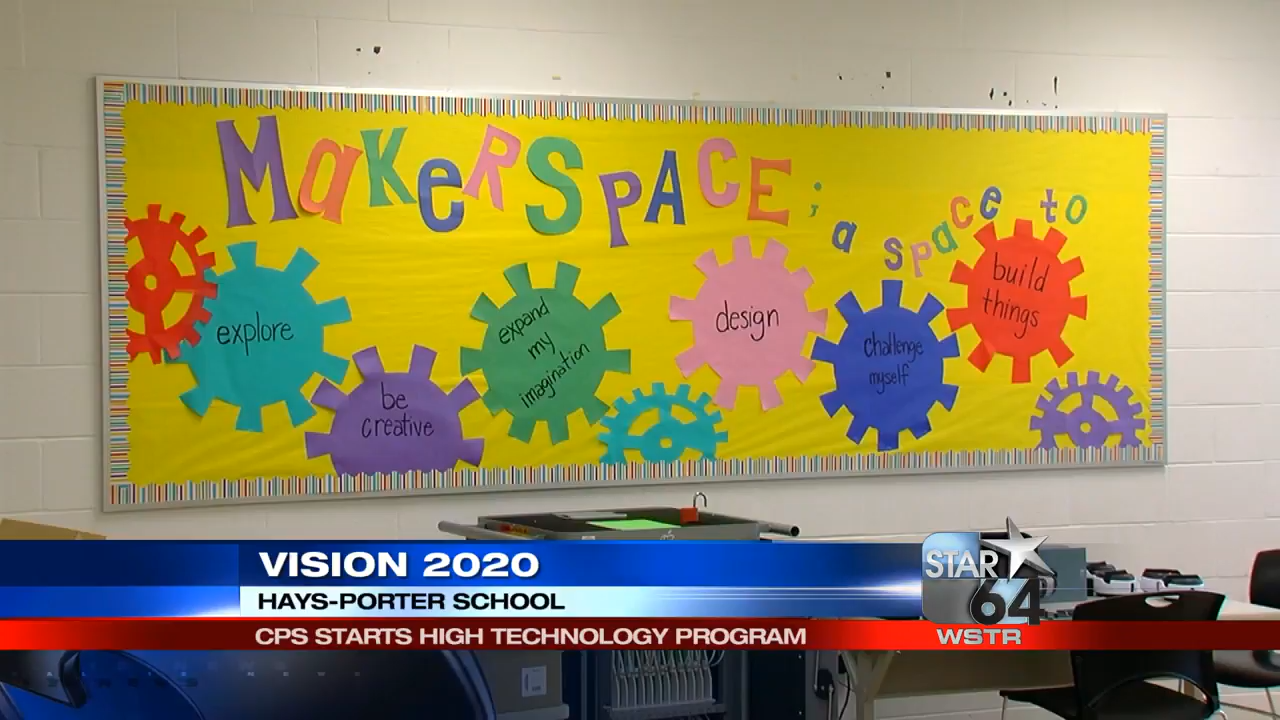 MaKeRSPACE; a space to
explore
be
creative
expand
my
imagination
design
challenge
myself
build
things
VISION 2020
HAYS-PORTER SCHOOL
CPS STARTS HIGH TECHNOLOGY PROGRAM
STAR
64
WSTR